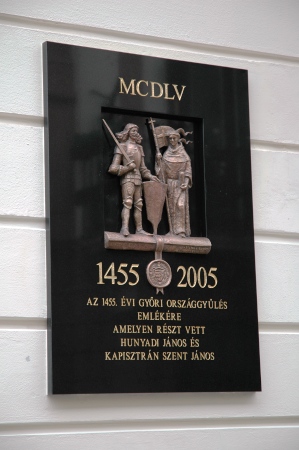 MCDLV
1455 2005
AZ 1455. ÉVI GYŐRI ORSZÁGGYŰLÉS
EMLÉKÉRE
AMELYEN RÉSZT VETT
HUNYADI JÁNOS ÉS
KAPISZTRÁN SZENT JÁNOS